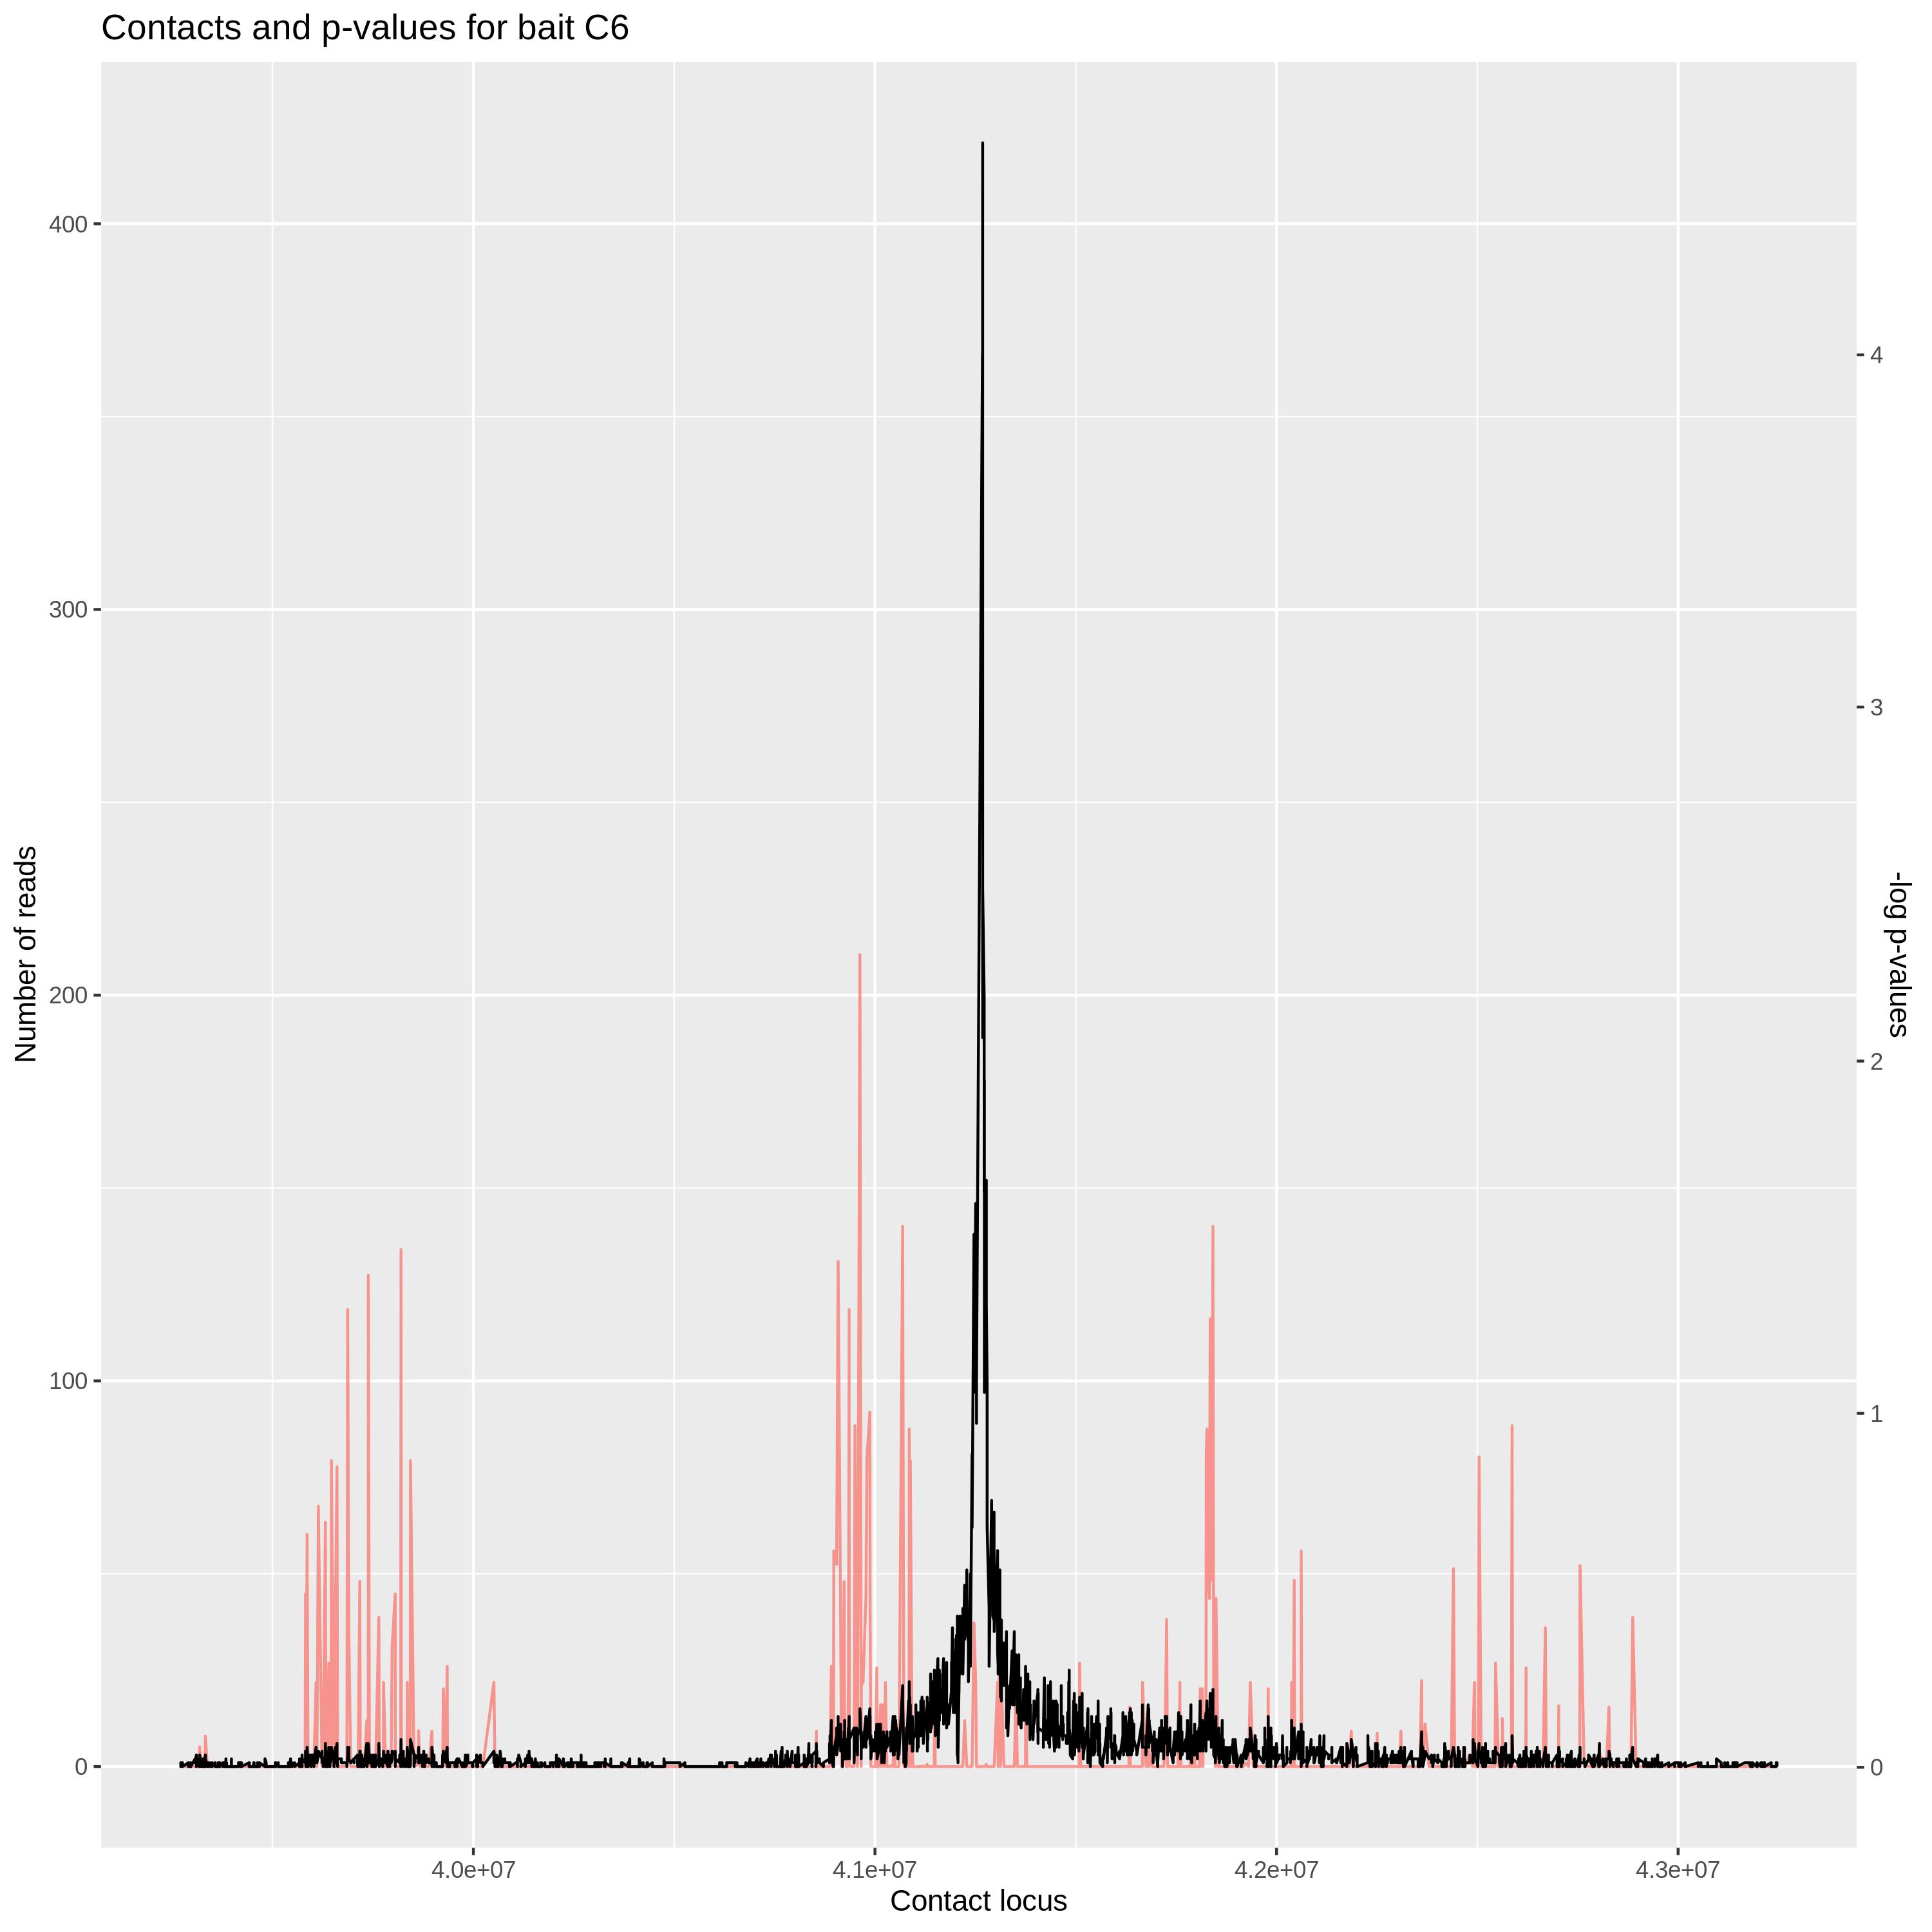 Contacts and p-values for bait C6
Number of reads
400
300
200
100
0
4
3
2
1
0
-log p-values
4.0e+07
4.1e+07
4.2e+07
4.3e+07
Contact locus